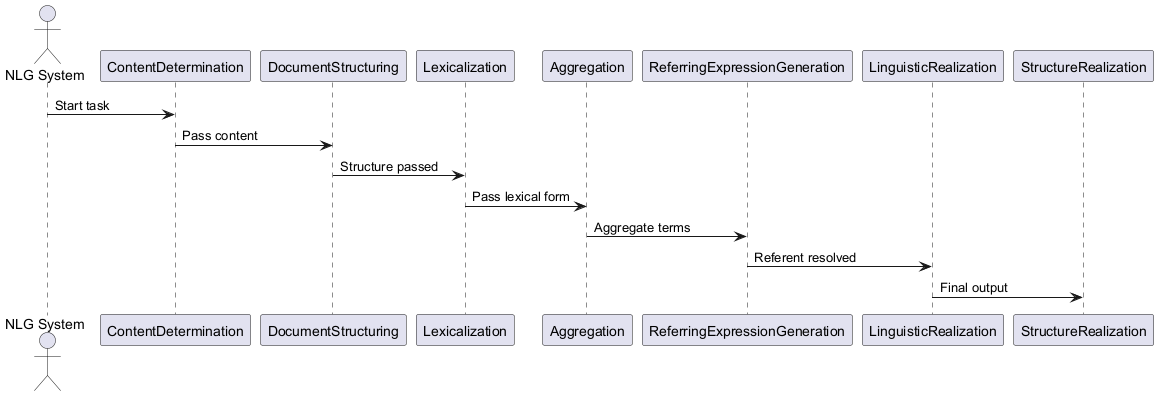 NLG System
ContentDetermination
DocumentStructuring
Lexicalization
Aggregation
ReferringExpressionGeneration
LinguisticRealization
StructureRealization
Start task
Pass content
Structure passed
Pass lexical form
Aggregate terms
Referent resolved
Final output
NLG System
ContentDetermination
DocumentStructuring
Lexicalization
Aggregation
ReferringExpressionGeneration
LinguisticRealization
StructureRealization